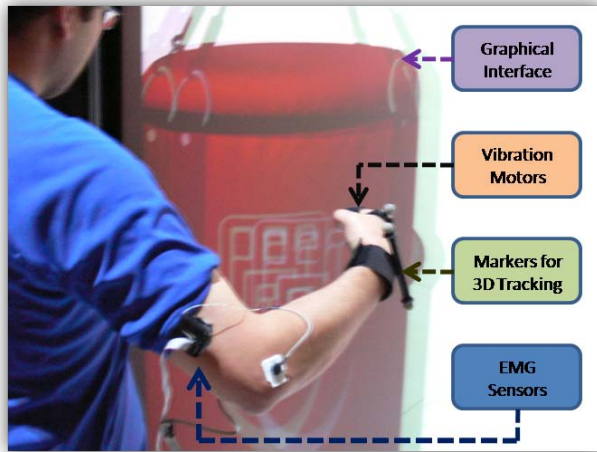 Graphical
Interface
Vibration
Motors
Markers for
3D Tracking
EMG
Sensors